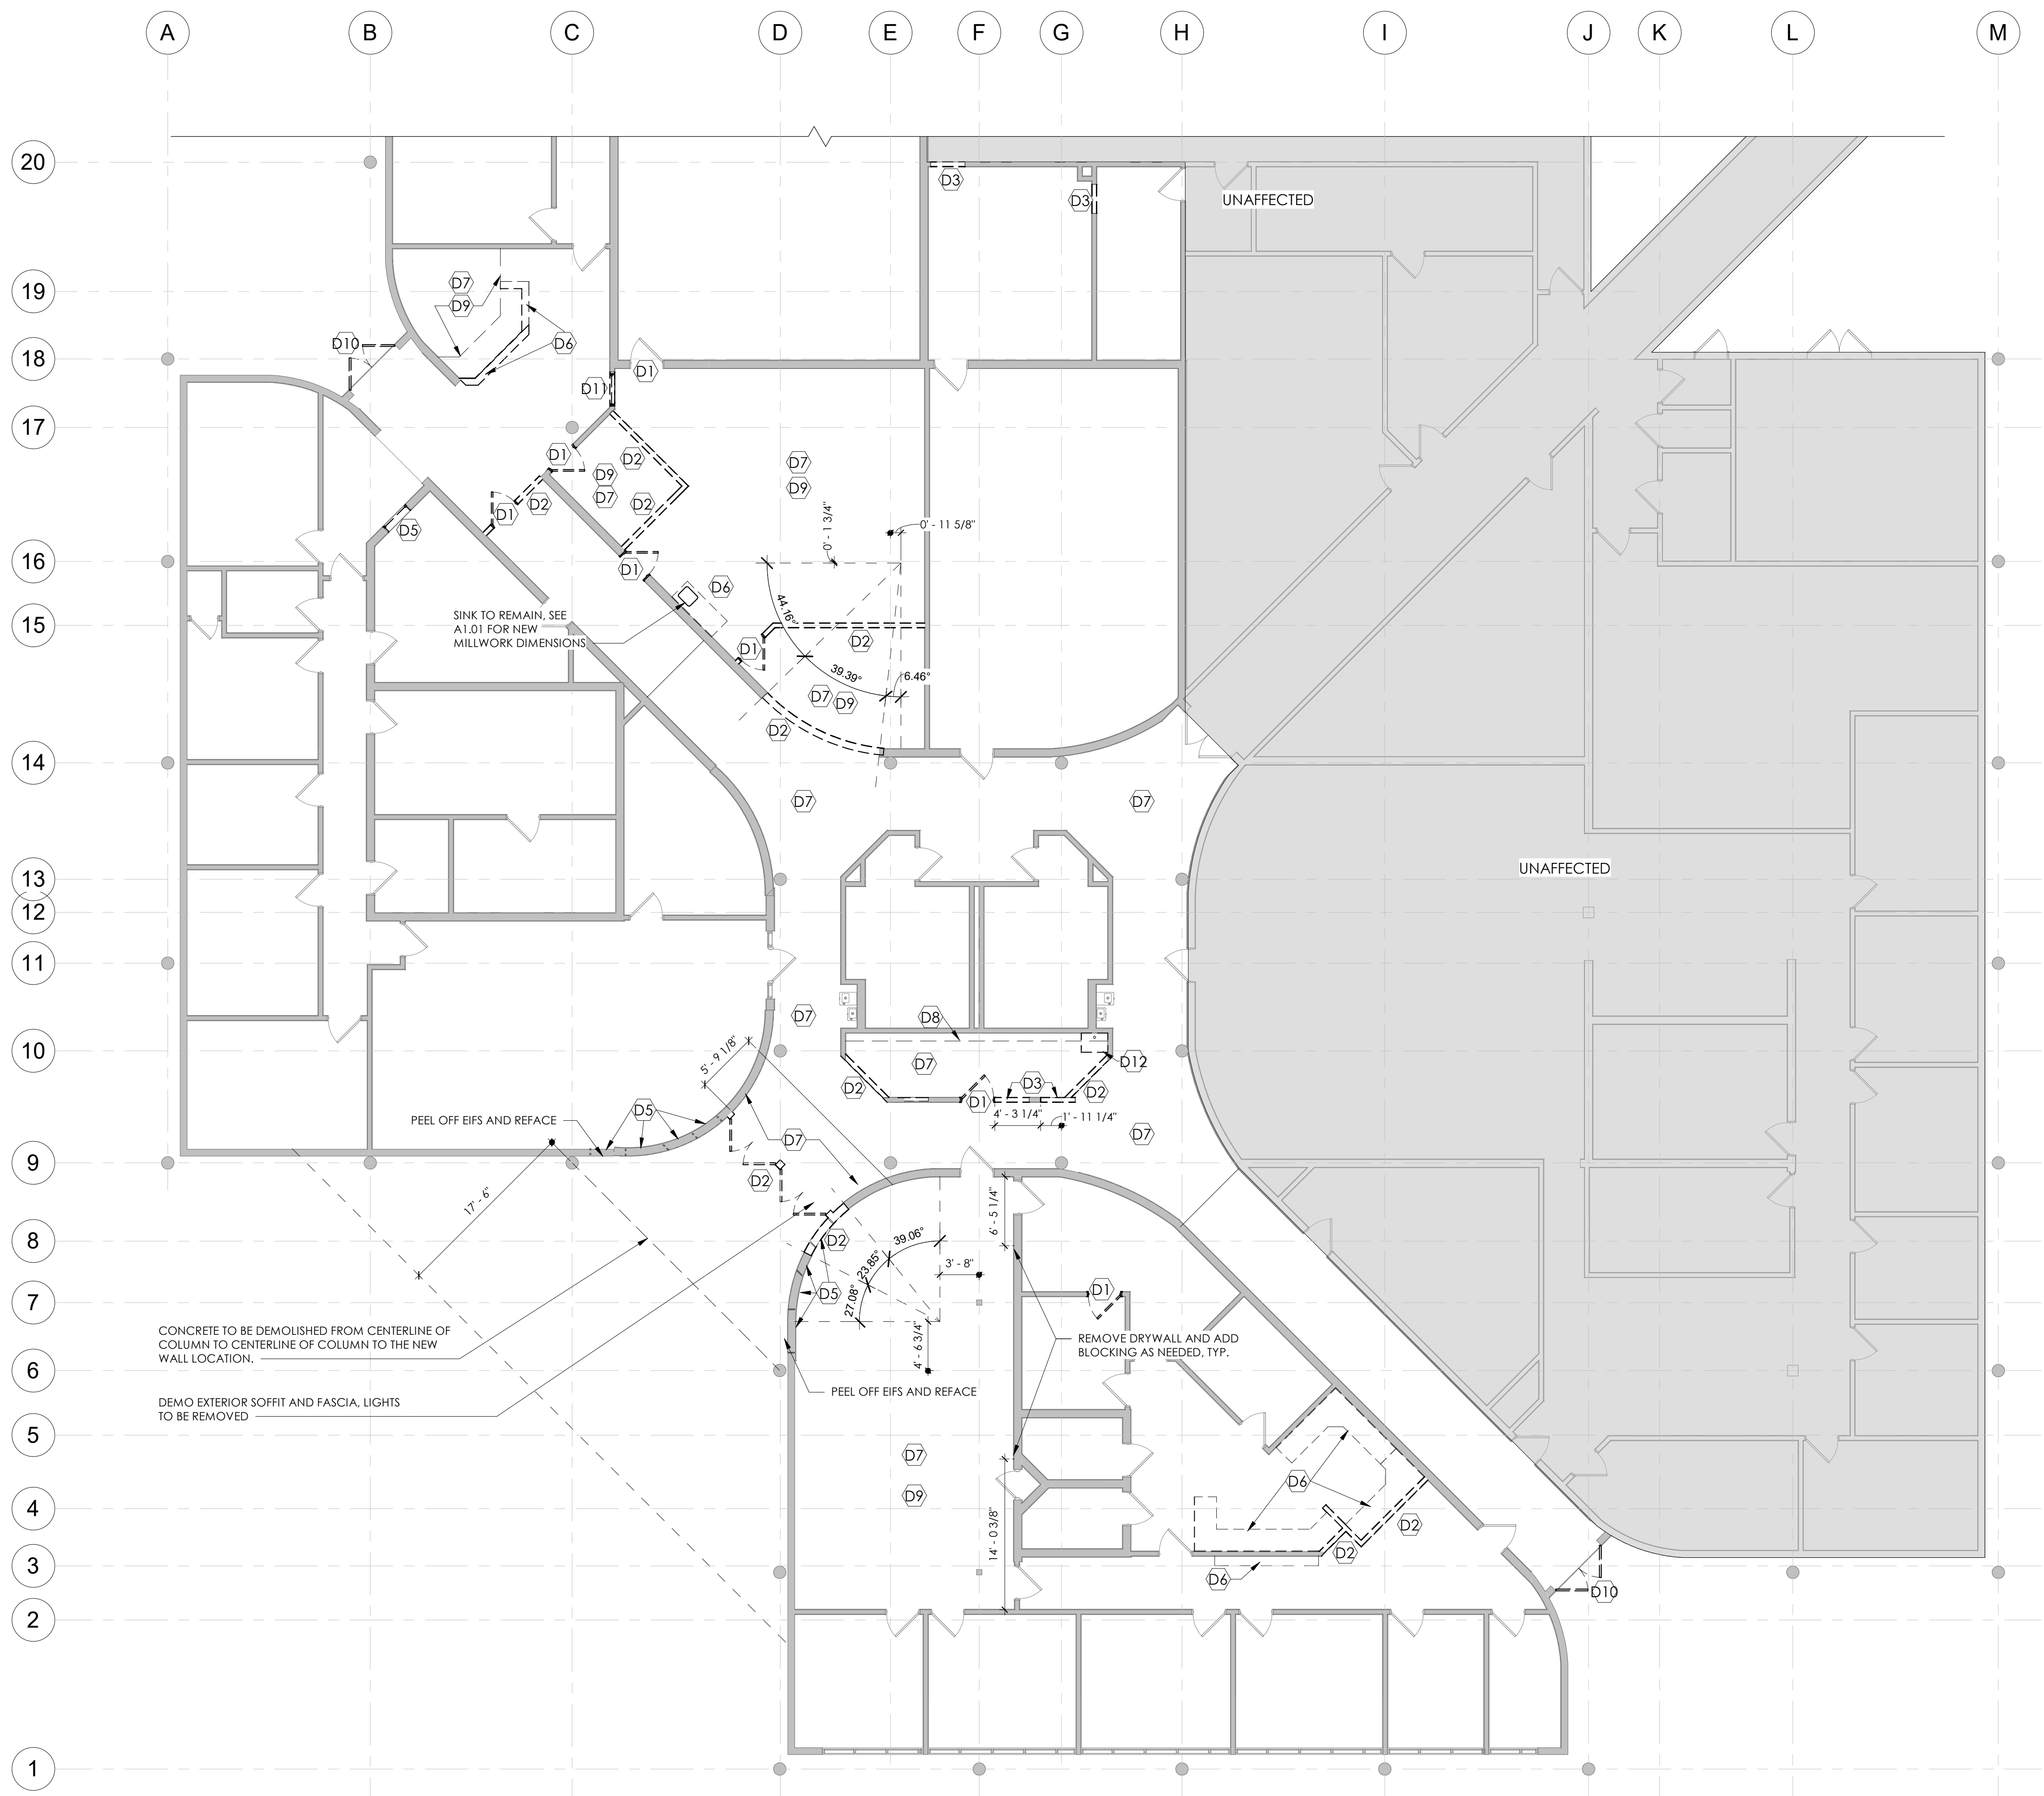 A B C D E F G H I J K L M
20
D3
D3
UNAFFECTED
19
D7
D9
D10
D6
18
D11
D1
17
D1
D2
D7
D9
D9
D7
D2
D1
D2
D5
0' - 1 3/4"
0' - 11 5/8"
16
D1
D6
44.16°
SINK TO REMAIN, SEE
A1.01 FOR NEW
MILLWORK DIMENSIONS
15
D1
D2
39.39°
6.46°
D7
D9
D2
14
D7
D7
13
UNAFFECTED
12
11
D7
D8
10
5' - 9 1/8"
D7
D12
D2
D3
D2
D1
4' - 3 1/4"
1' - 11 1/4"
PEEL OFF EIFS AND REFACE
D5
D7
D7
9
D2
17' - 6"
6' - 5 1/4"
8
D2
39.06°
23.85°
27.08°
3' - 8"
D5
D1
7
4' - 6 3/4"
CONCRETE TO BE DEMOLISHED FROM CENTERLINE OF
COLUMN TO CENTERLINE OF COLUMN TO THE NEW
WALL LOCATION.
REMOVE DRYWALL AND ADD
BLOCKING AS NEEDED, TYP.
6
PEEL OFF EIFS AND REFACE
DEMO EXTERIOR SOFFIT AND FASCIA, LIGHTS
TO BE REMOVED
5
D7
D6
D9
4
D2
14' - 0 3/8"
D2
3
D6
D10
2
1